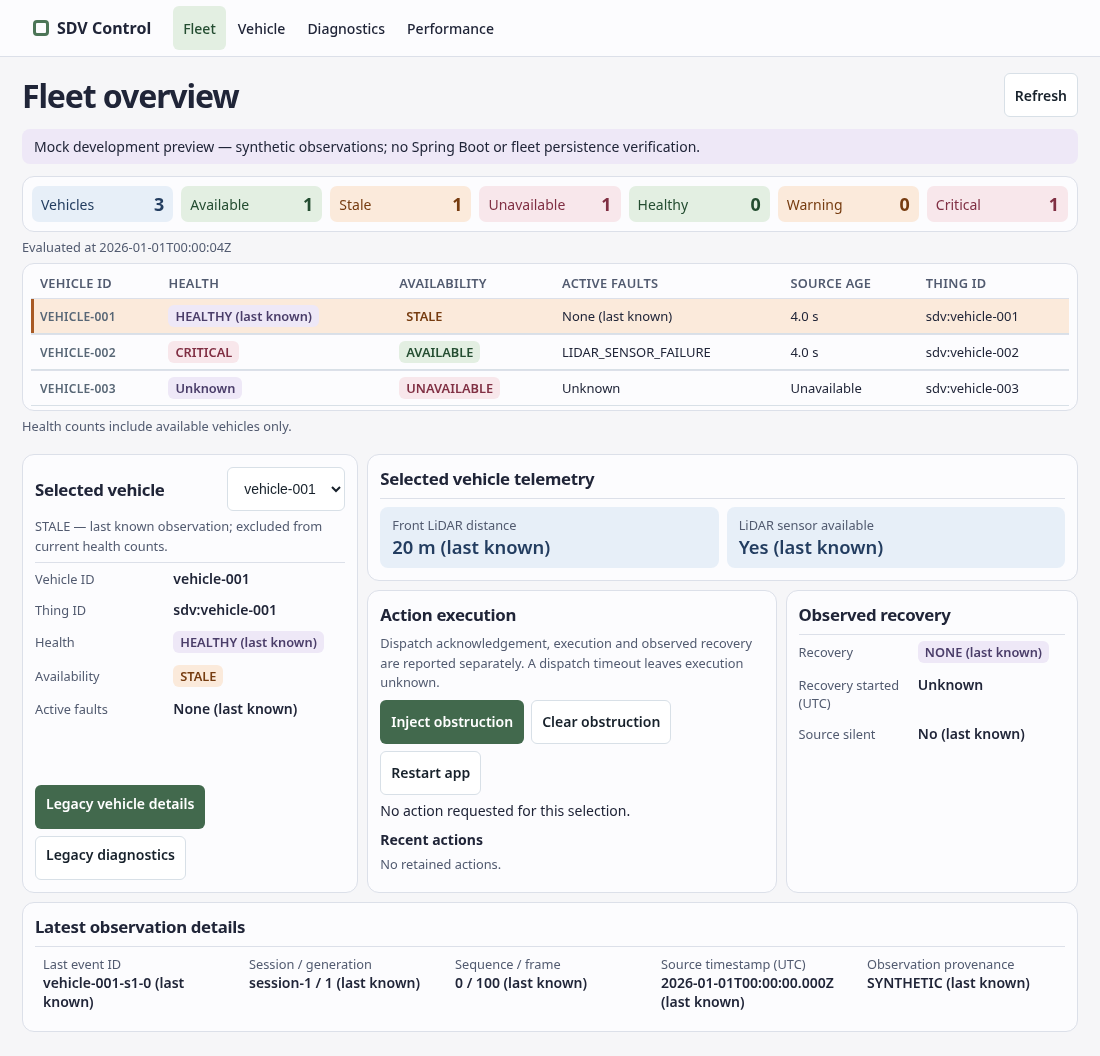 SDV Control Fleet Vehicle Diagnostics Performance
Fleet overview Refresh
Mock development preview — synthetic observations; no Spring Boot or fleet persistence verification.
Vehicles 3 Available 1 Stale 1 Unavailable 1 Healthy 0 Warning 0 Critical 1
Evaluated at 2026-01-01T00:00:04Z
VEHICLE ID HEALTH AVAILABILITY ACTIVE FAULTS SOURCE AGE THING ID
VEHICLE-001 HEALTHY (last known) STALE None (last known) 4.0 s sdv:vehicle-001
VEHICLE-002 CRITICAL AVAILABLE LIDAR_SENSOR_FAILURE 4.0 s sdv:vehicle-002
VEHICLE-003 Unknown UNAVAILABLE Unknown Unavailable sdv:vehicle-003
Health counts include available vehicles only.
Selected vehicle vehicle-001
STALE — last known observation; excluded from
current health counts.
Vehicle ID vehicle-001
Thing ID sdv:vehicle-001
Health HEALTHY (last known)
Availability STALE
Active faults None (last known)
Legacy vehicle details
Legacy diagnostics
Selected vehicle telemetry
Front LiDAR distance
20 m (last known)
LiDAR sensor available
Yes (last known)
Action execution
Dispatch acknowledgement, execution and observed recovery
are reported separately. A dispatch timeout leaves execution
unknown.
Inject obstruction Clear obstruction
Restart app
No action requested for this selection.
Recent actions
No retained actions.
Observed recovery
Recovery NONE (last known)
Recovery started Unknown
(UTC)
Source silent No (last known)
Latest observation details
Last event ID
vehicle-001-s1-0 (last
known)
Session / generation
session-1 / 1 (last known)
Sequence / frame
0 / 100 (last known)
Source timestamp (UTC)
2026-01-01T00:00:00.000Z
(last known)
Observation provenance
SYNTHETIC (last known)